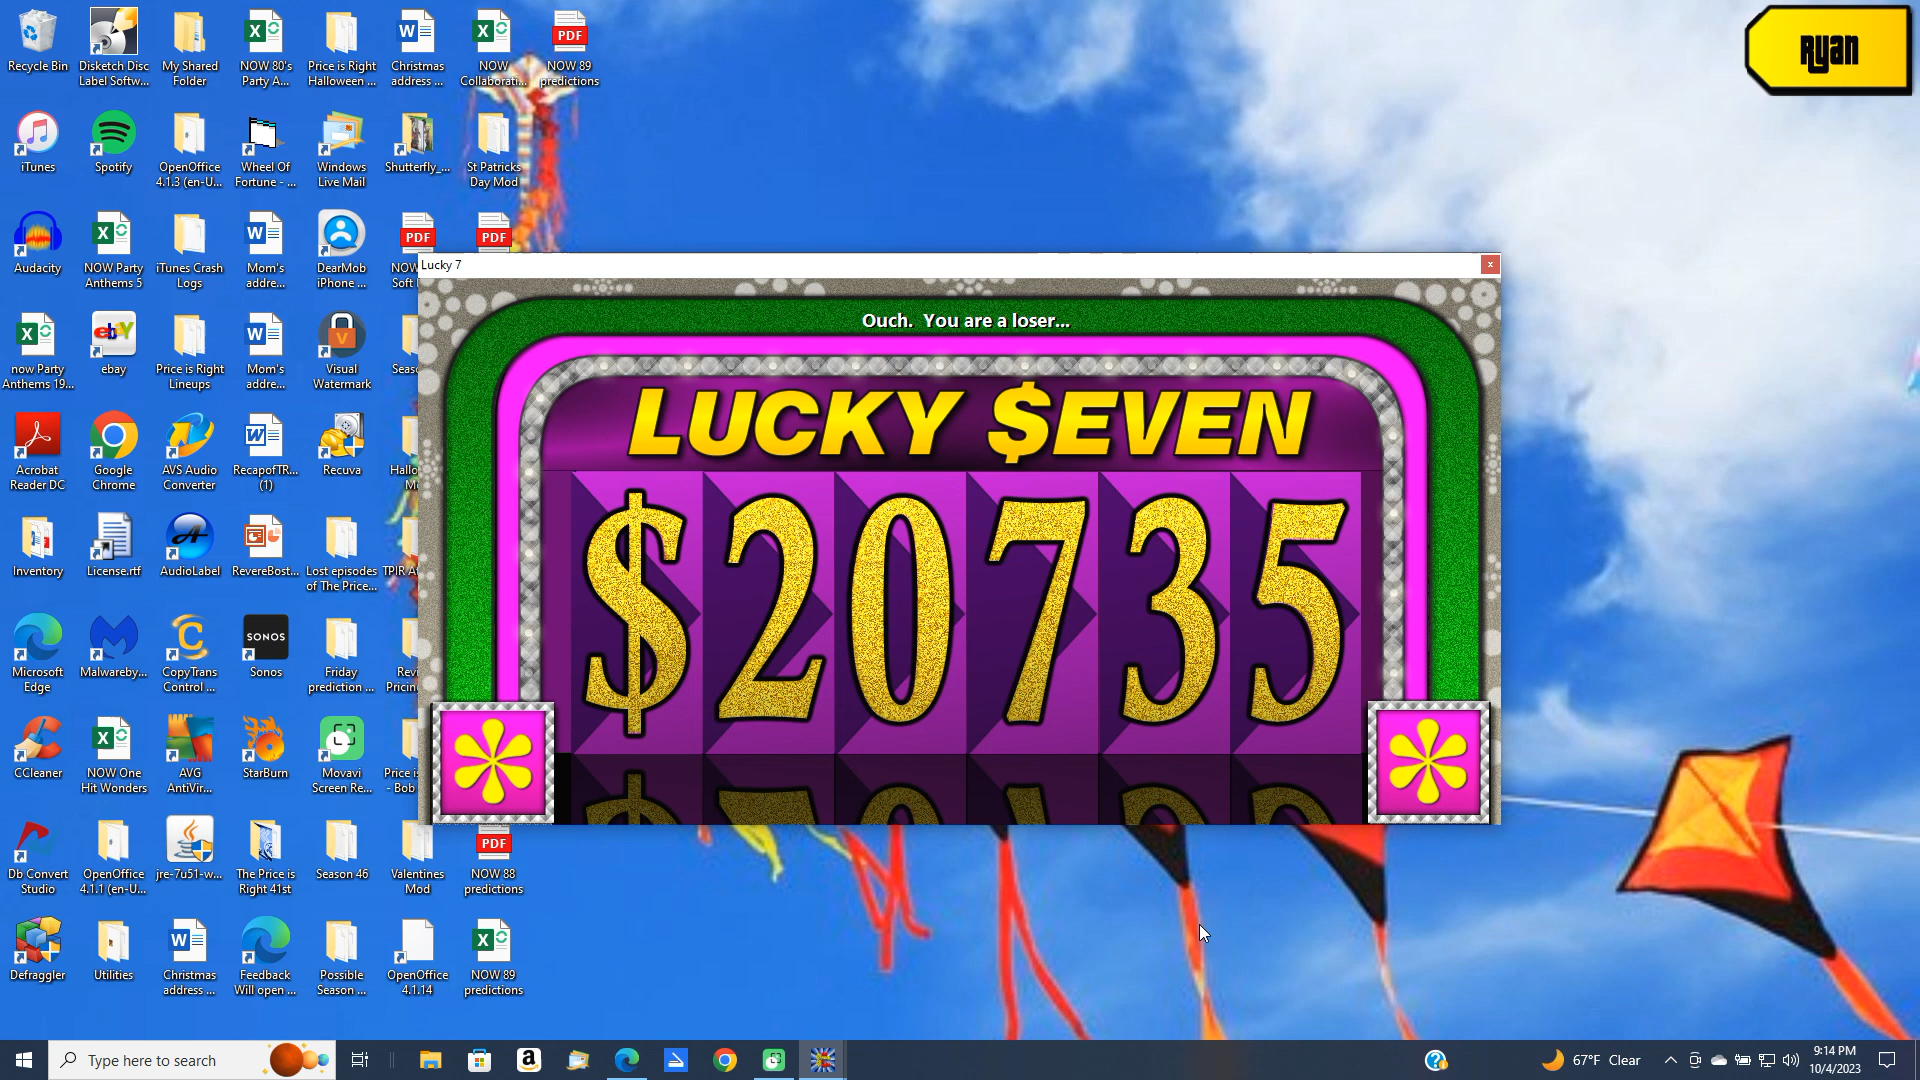 Recycle Bin
Disketch Disc
Label Softw...
My Shared
Folder
NOW 80's
Party A...
Price is Right
Halloween ...
Christmas
address ...
NOW
Collaborati...
PDF
NOW 89
predictions
Ryan
iTunes
Spotify
OpenOffice
4.1.3 (en-U...
Wheel Of
Fortune - ...
Windows
Live Mail
Shutterfly_...
St Patricks
Day Mod
Audacity
NOW Party
Anthems 5
iTunes Crash
Logs
Mom's
addre...
DearMob
iPhone ...
PDF
PDF
Lucky 7
Ouch.  You are a loser...
LUCKY $EVEN
$20735
now Party
Anthems 19...
ebay
Price is Right
Lineups
Mom's
addre...
Visual
Watermark
Acrobat
Reader DC
Google
Chrome
AVS Audio
Converter
RecapofTR...
(1)
Recuva
Inventory
License.rtf
AudioLabel
RevereBost...
Lost episodes
of The Price...
Microsoft
Edge
Malwareby...
CopyTrans
Control ...
SONOS
Sonos
Friday
prediction ...
CCleaner
NOW One
Hit Wonders
AVG
AntiVir...
StarBurn
Movavi
Screen Re...
Price is
- Bob
Db Convert
Studio
OpenOffice
4.1.1 (en-U...
jre-7u51-w...
The Price is
Right 41st
Season 46
Valentines
Mod
PDF
NOW 88
predictions
Defraggler
Utilities
Christmas
address ...
Feedback
Will open ...
Possible
Season ...
OpenOffice
4.1.14
NOW 89
predictions
Type here to search
67°F Clear
9:14 PM
10/4/2023